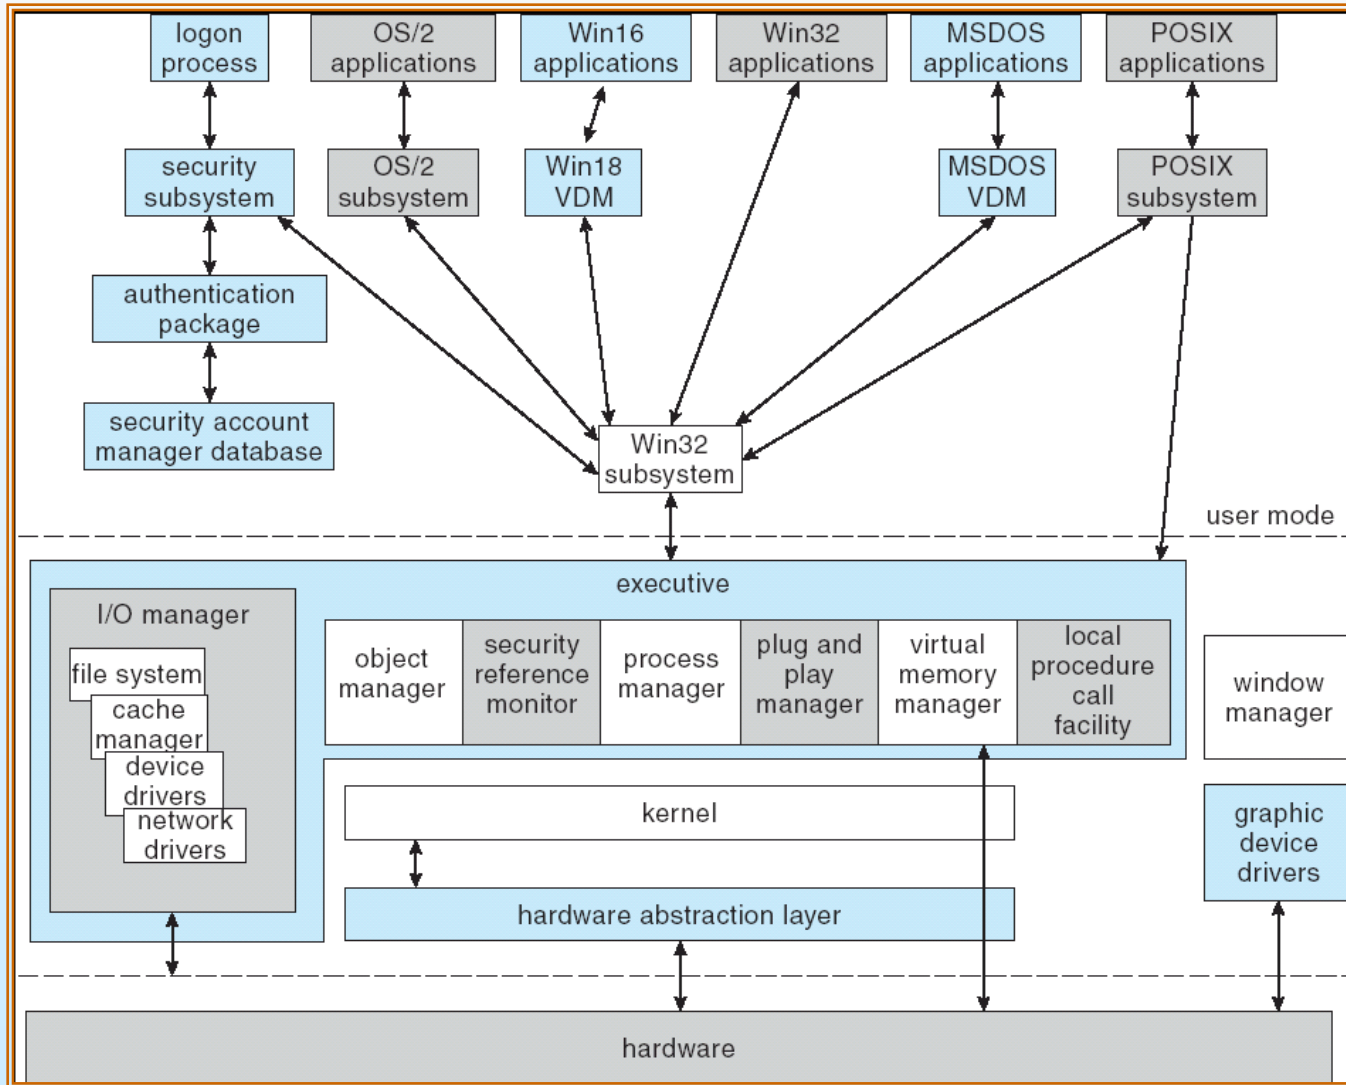 logon
process
OS/2
applications
Win16
applications
Win32
applications
MSDOS
applications
POSIX
applications
security
subsystem
OS/2
subsystem
Win18
VDM
MSDOS
VDM
POSIX
subsystem
authentication
package
security account
manager database
Win32
subsystem
user mode
executive
I/O manager
file system
cache
manager
device
drivers
network
drivers
object
manager
security
reference
monitor
process
manager
plug and
play
manager
virtual
memory
manager
local
procedure
call
facility
window
manager
kernel
graphic
device
drivers
hardware abstraction layer
hardware